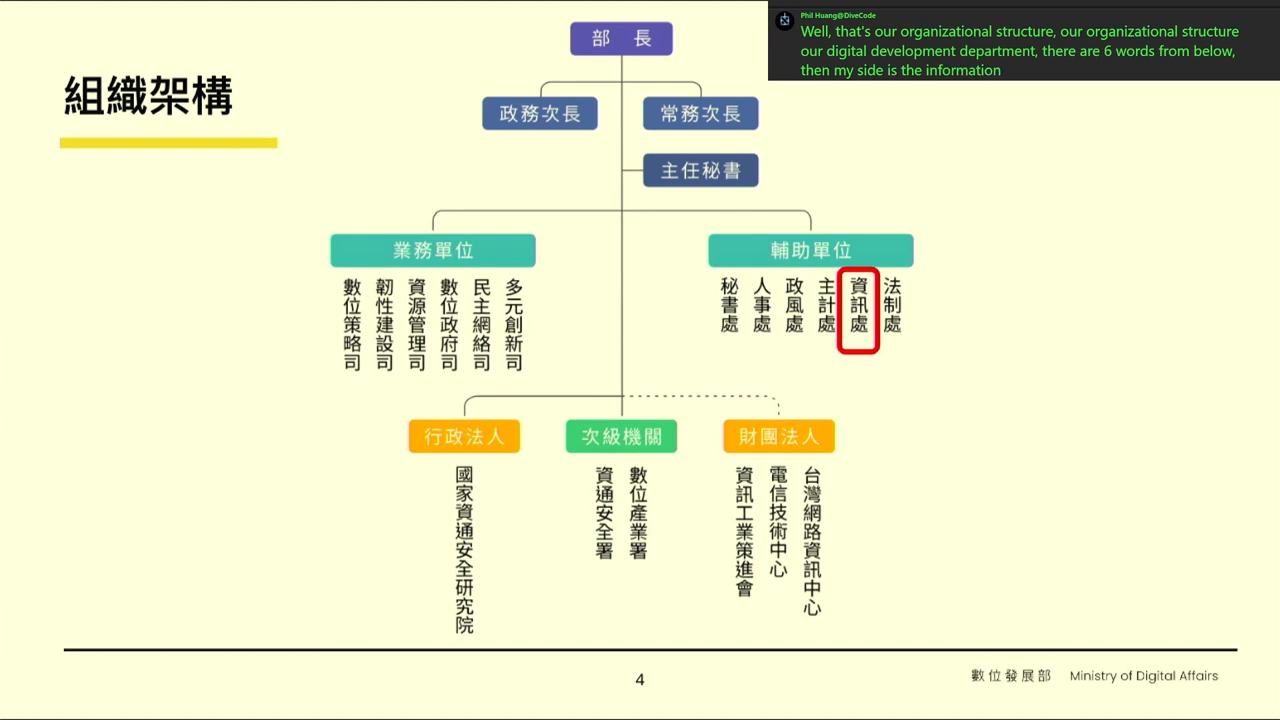 Phil Huang@DiveCode
Well, that's our organizational structure, our organizational structure
our digital development department, there are 6 words from below,
then my side is the information
組織架構
部 長
政務次長
常務次長
主任秘書
業務單位
數位策略司
韌性建設司
資源管理司
數位政府司
民主網絡司
多元創新司
輔助單位
秘書處
人事處
政風處
主計處
資訊處
法制處
行政法人
國家資通安全研究院
次級機關
資通安全署
數位產業署
財團法人
資訊工業策進會
電信技術中心
台灣網路資訊中心
4
數位發展部 Ministry of Digital Affairs